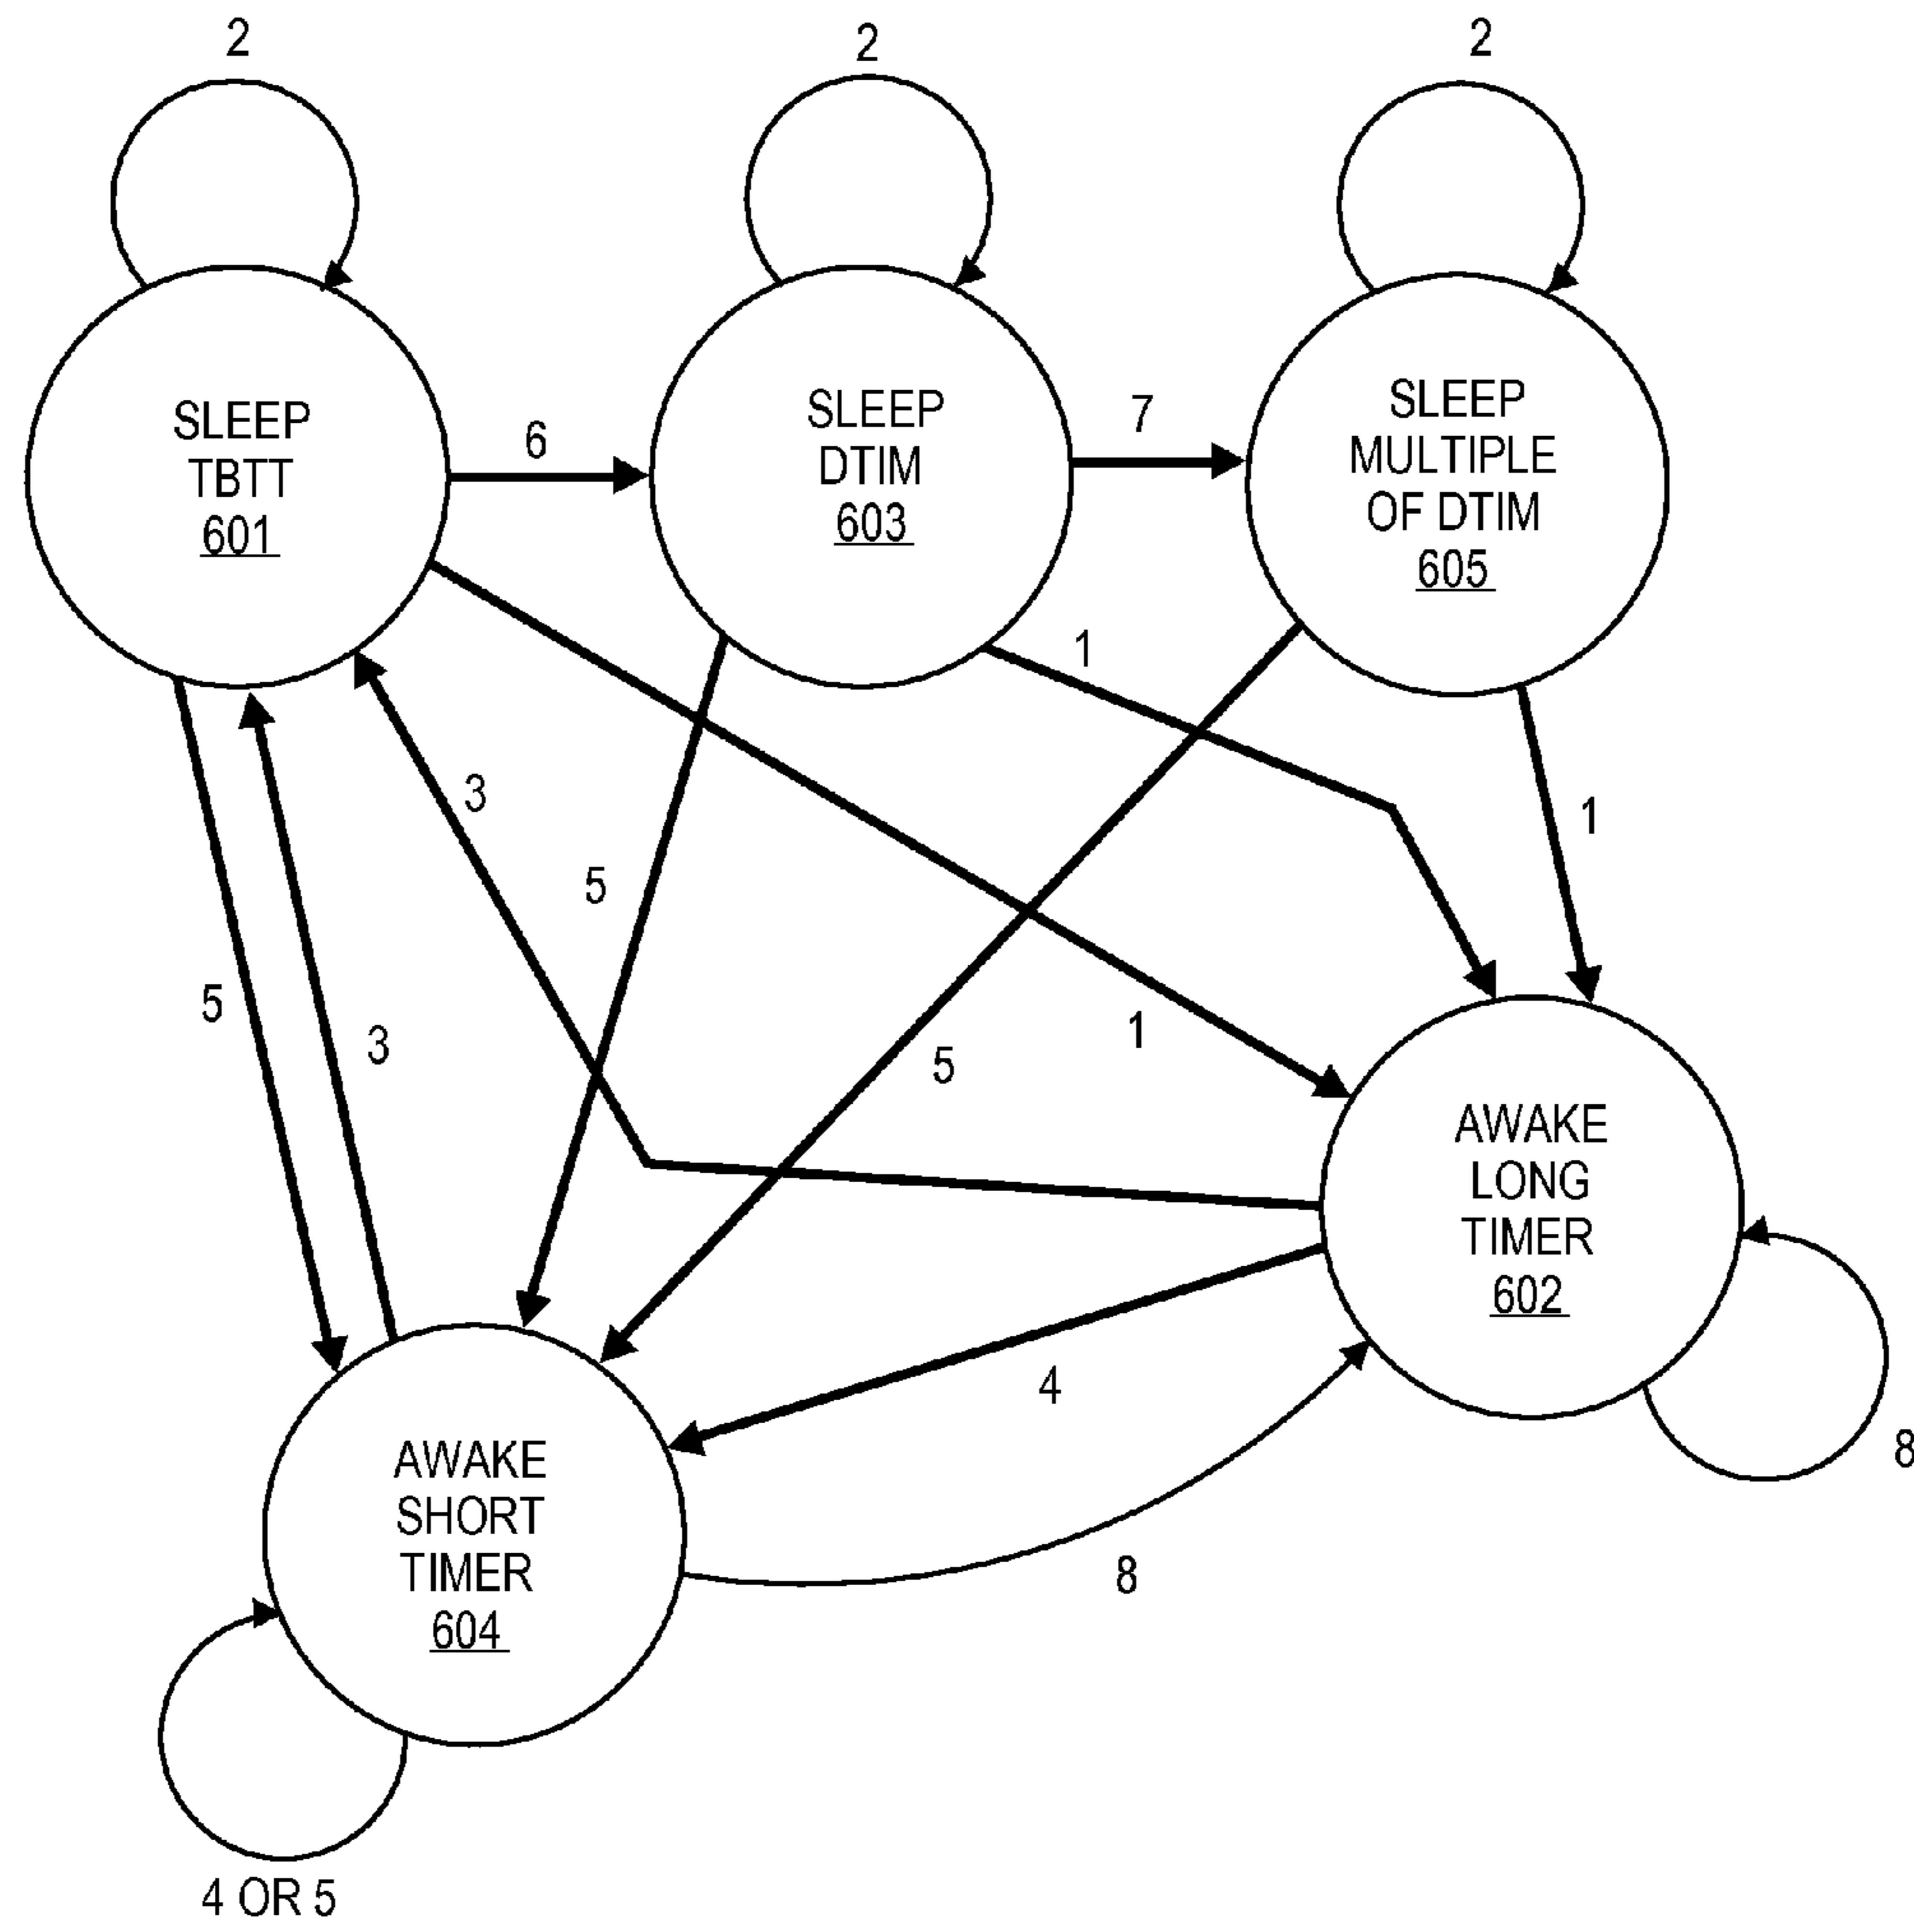 2
2
2
SLEEP
TBTT
601
6
SLEEP
DTIM
603
7
SLEEP
MULTIPLE
OF DTIM
605
1
3
1
5
5
3
1
5
AWAKE
LONG
TIMER
602
4
8
AWAKE
SHORT
TIMER
604
8
4 OR 5